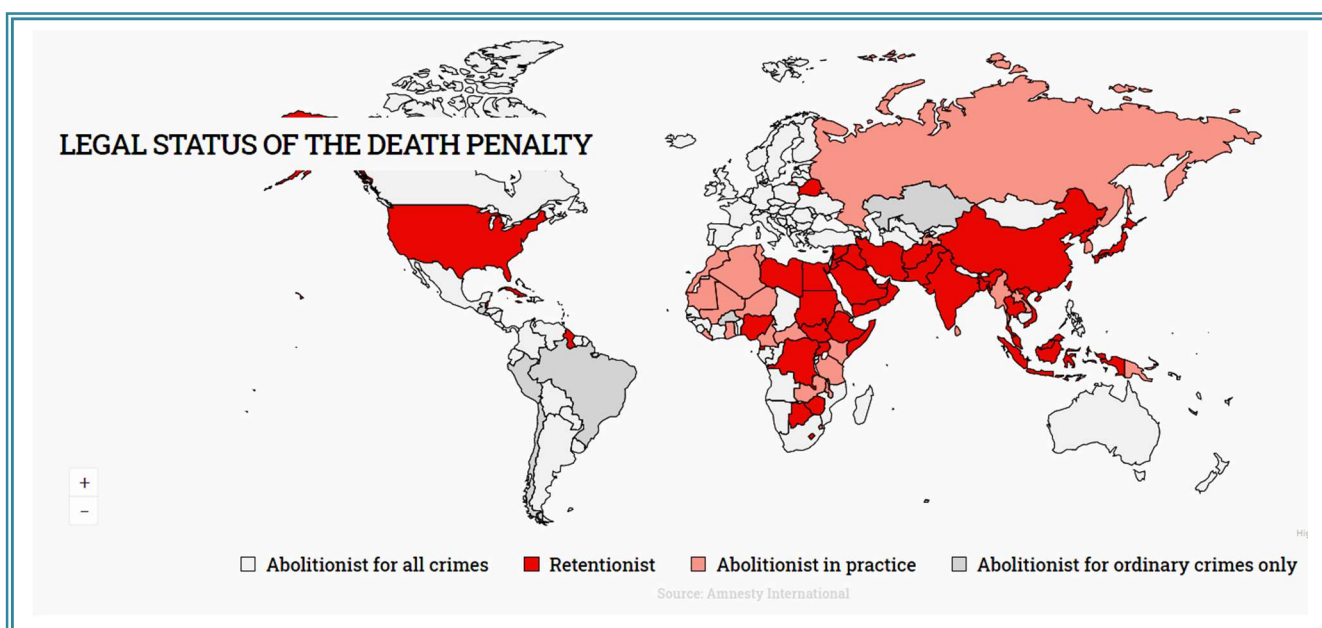 LEGAL STATUS OF THE DEATH PENALTY
+
−
Abolitionist for all crimes Retentionist Abolitionist in practice Abolitionist for ordinary crimes only
Source: Amnesty International